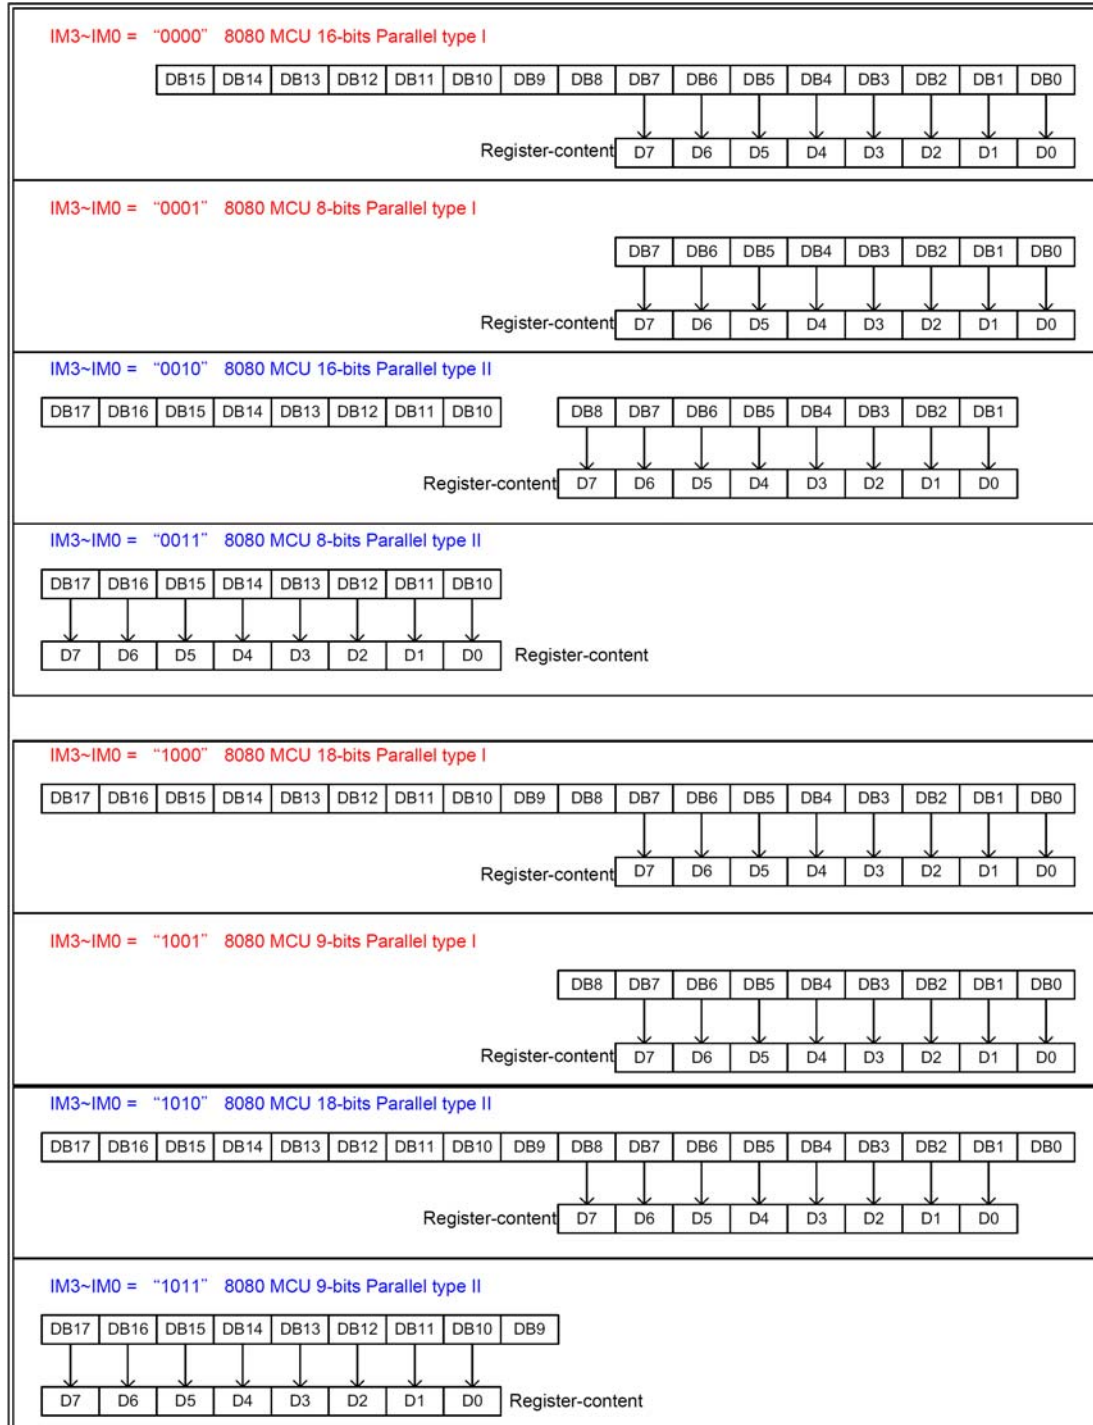 IM3~IM0 = “0000” 8080 MCU 16-bits Parallel type I
DB15 DB14 DB13 DB12 DB11 DB10 DB9 DB8 DB7 DB6 DB5 DB4 DB3 DB2 DB1 DB0
Register-content D7 D6 D5 D4 D3 D2 D1 D0
IM3~IM0 = “0001” 8080 MCU 8-bits Parallel type I
DB7 DB6 DB5 DB4 DB3 DB2 DB1 DB0
Register-content D7 D6 D5 D4 D3 D2 D1 D0
IM3~IM0 = “0010” 8080 MCU 16-bits Parallel type II
DB17 DB16 DB15 DB14 DB13 DB12 DB11 DB10 DB8 DB7 DB6 DB5 DB4 DB3 DB2 DB1
Register-content D7 D6 D5 D4 D3 D2 D1 D0
IM3~IM0 = “0011” 8080 MCU 8-bits Parallel type II
DB17 DB16 DB15 DB14 DB13 DB12 DB11 DB10
D7 D6 D5 D4 D3 D2 D1 D0 Register-content
IM3~IM0 = “1000” 8080 MCU 18-bits Parallel type I
DB17 DB16 DB15 DB14 DB13 DB12 DB11 DB10 DB9 DB8 DB7 DB6 DB5 DB4 DB3 DB2 DB1 DB0
Register-content D7 D6 D5 D4 D3 D2 D1 D0
IM3~IM0 = “1001” 8080 MCU 9-bits Parallel type I
DB8 DB7 DB6 DB5 DB4 DB3 DB2 DB1 DB0
Register-content D7 D6 D5 D4 D3 D2 D1 D0
IM3~IM0 = “1010” 8080 MCU 18-bits Parallel type II
DB17 DB16 DB15 DB14 DB13 DB12 DB11 DB10 DB9 DB8 DB7 DB6 DB5 DB4 DB3 DB2 DB1 DB0
Register-content D7 D6 D5 D4 D3 D2 D1 D0
IM3~IM0 = “1011” 8080 MCU 9-bits Parallel type II
DB17 DB16 DB15 DB14 DB13 DB12 DB11 DB10 DB9
D7 D6 D5 D4 D3 D2 D1 D0 Register-content